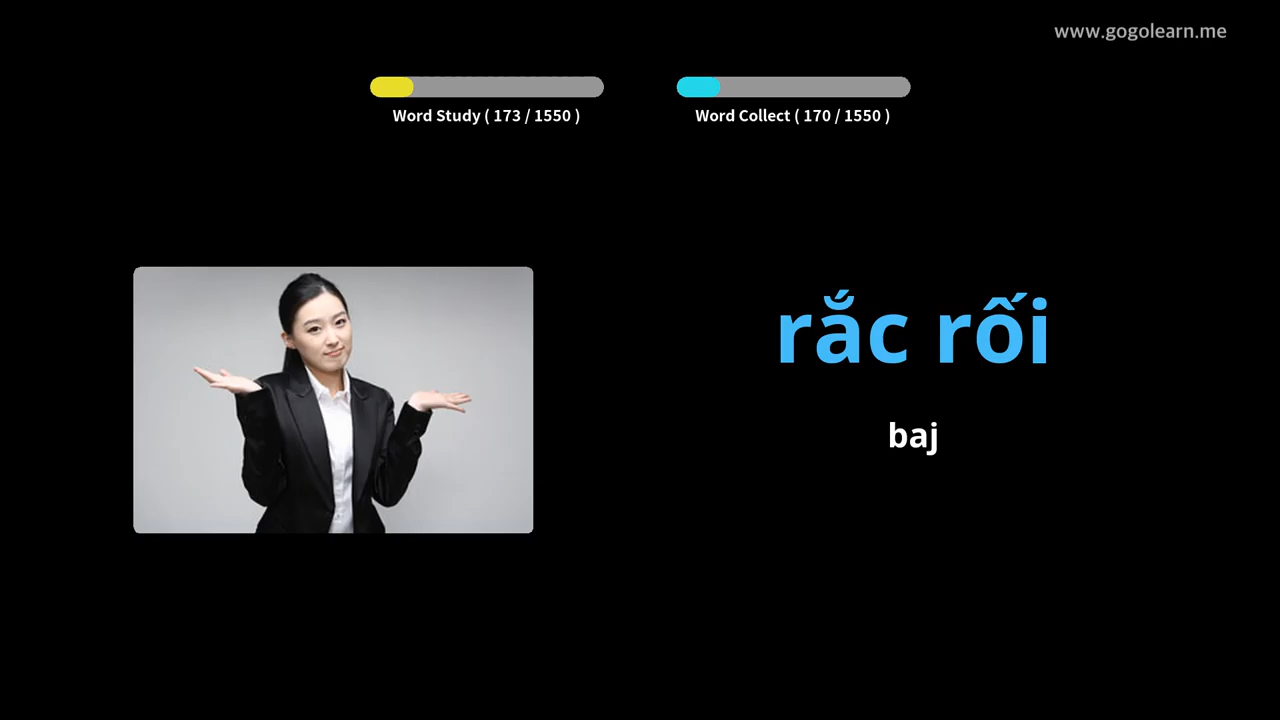 www.gogolearn.me
Word Study ( 173 / 1550 )
Word Collect ( 170 / 1550 )
rắc rối
baj